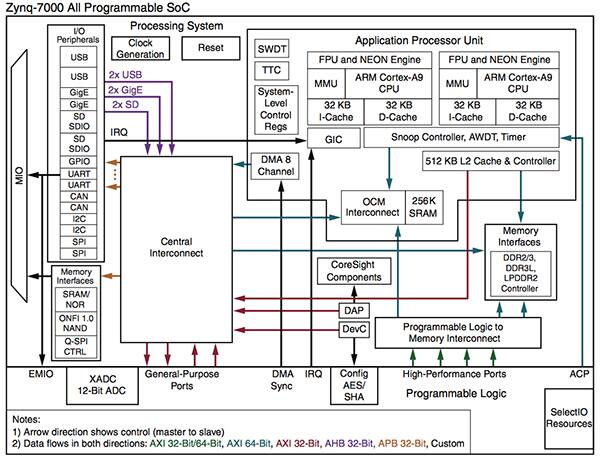 Zynq-7000 All Programmable SoC
I/O
Peripherals
USB
USB
GigE
GigE
SD
SDIO
SD
SDIO
GPIO
UART
UART
CAN
CAN
I2C
I2C
SPI
SPI
Memory
Interfaces
SRAM/
NOR
ONFI 1.0
NAND
Q-SPI
CTRL
MIO
Processing System
Clock
Generation
Reset
2x USB
2x GigE
2x SD
IRQ
SWDT
TTC
System-
Level
Control
Regs
DMA 8
Channel
Central
Interconnect
Application Processor Unit
FPU and NEON Engine
MMU
ARM Cortex-A9
CPU
32 KB
I-Cache
32 KB
D-Cache
FPU and NEON Engine
MMU
ARM Cortex-A9
CPU
32 KB
I-Cache
32 KB
D-Cache
GIC
Snoop Controller, AWDT, Timer
512 KB L2 Cache & Controller
OCM
Interconnect
256K
SRAM
Memory
Interfaces
DDR2/3,
DDR3L,
LPDDR2
Controller
CoreSight
Components
DAP
DevC
Programmable Logic to
Memory Interconnect
EMIO
XADC
12-Bit ADC
General-Purpose
Ports
DMA
Sync
IRQ
Config
AES/
SHA
High-Performance Ports
ACP
Programmable Logic
SelectIO
Resources
Notes:
1) Arrow direction shows control (master to slave)
2) Data flows in both directions: AXI 32-Bit/64-Bit, AXI 64-Bit, AXI 32-Bit, AHB 32-Bit, APB 32-Bit, Custom